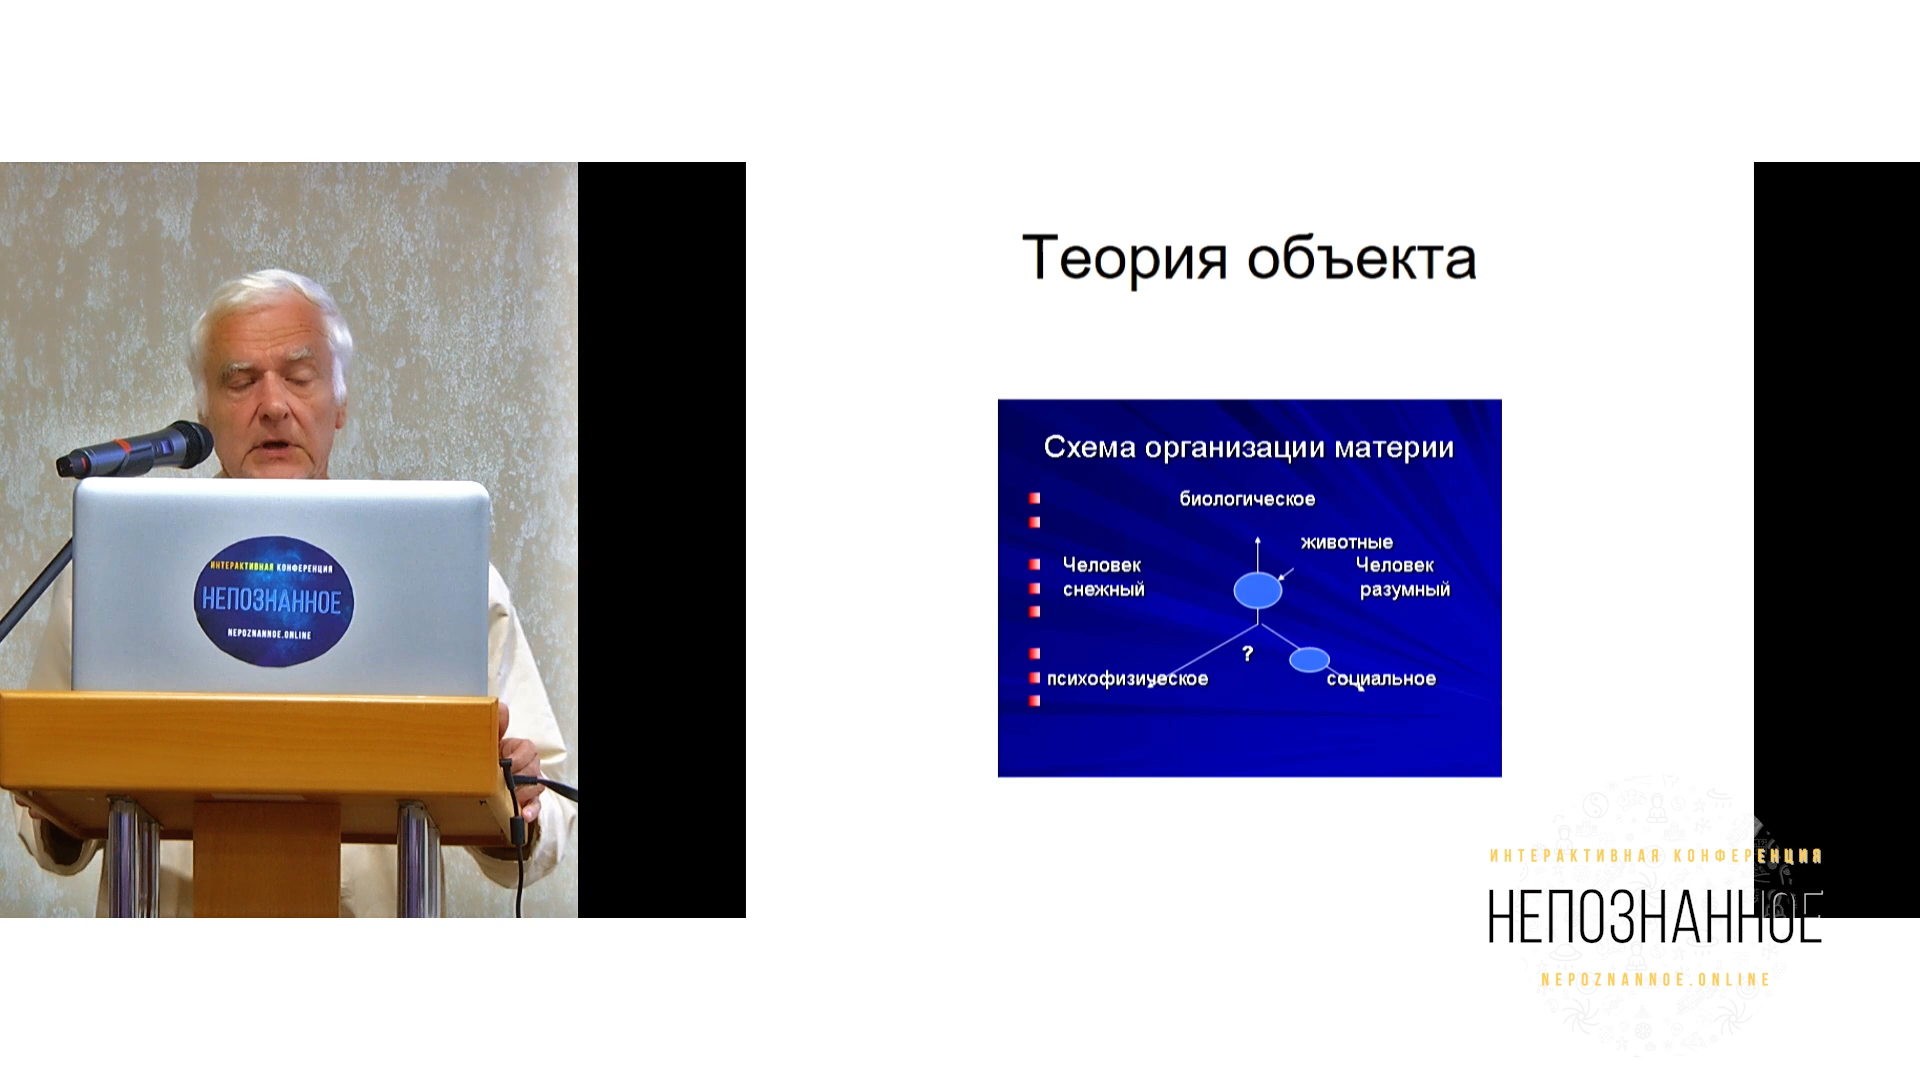 ИНТЕРАКТИВНАЯ КОНФЕРЕНЦИЯ
НЕПОЗНАННОЕ
NEPOZNANNOE.ONLINE
Теория объекта
Схема организации материи
биологическое
животные
Человек
снежный
Человек
разумный
?
психофизическое
социальное
ИНТЕРАКТИВНАЯ КОНФЕРЕНЦИЯ
НЕПОЗНАННОЕ
NEPOZNANNOE.ONLINE